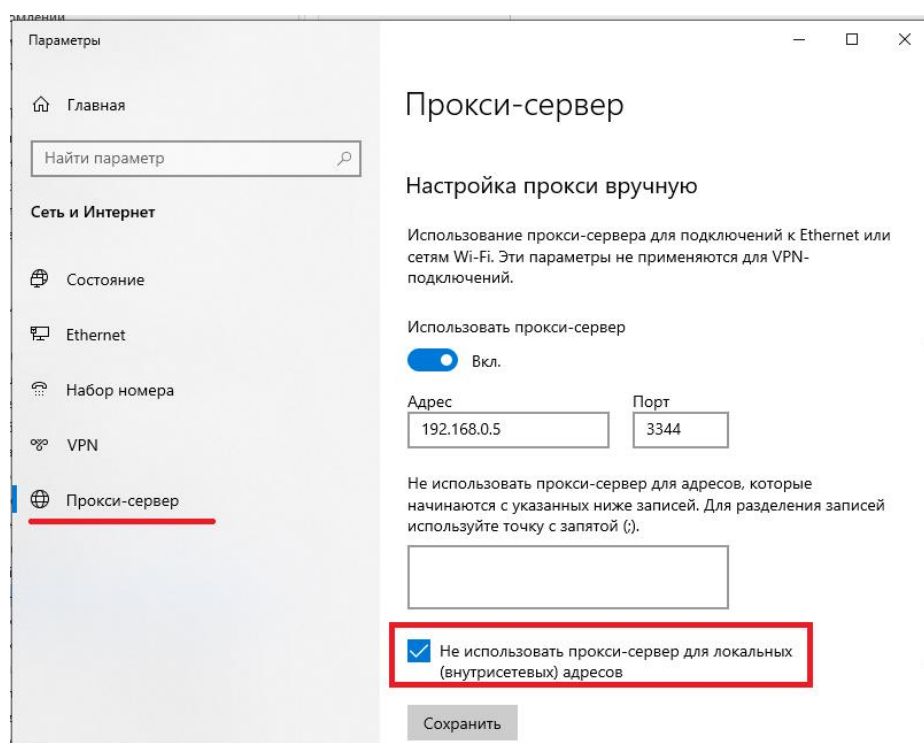 Параметры
Главная
Найти параметр
Сеть и Интернет
Состояние
Ethernet
Набор номера
VPN
Прокси-сервер
Прокси-сервер
Настройка прокси вручную
Использование прокси-сервера для подключений к Ethernet или
сетям Wi-Fi. Эти параметры не применяются для VPN-
подключений.
Использовать прокси-сервер
Вкл.
Адрес Порт
192.168.0.5 3344
Не использовать прокси-сервер для адресов, которые
начинаются с указанных ниже записей. Для разделения записей
используйте точку с запятой (;).
Не использовать прокси-сервер для локальных
(внутрисетевых) адресов
Сохранить